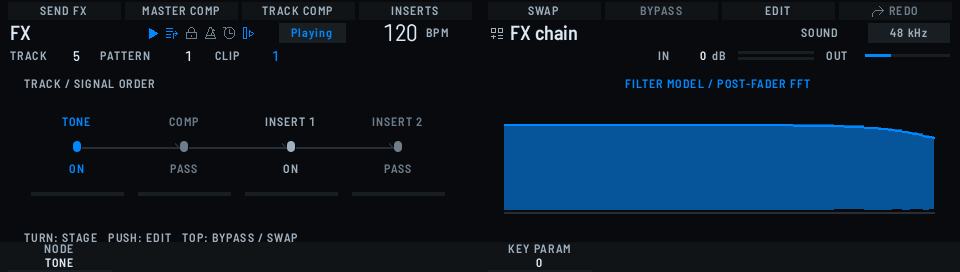 SEND FX MASTER COMP TRACK COMP INSERTS SWAP BYPASS EDIT REDO
FX Playing 120 BPM FX chain SOUND 48 kHz
TRACK 5 PATTERN 1 CLIP 1 IN 0 dB OUT
TRACK / SIGNAL ORDER FILTER MODEL / POST-FADER FFT
TONE COMP INSERT 1 INSERT 2
ON PASS ON PASS
TURN: STAGE PUSH: EDIT TOP: BYPASS / SWAP
NODE KEY PARAM
TONE 0